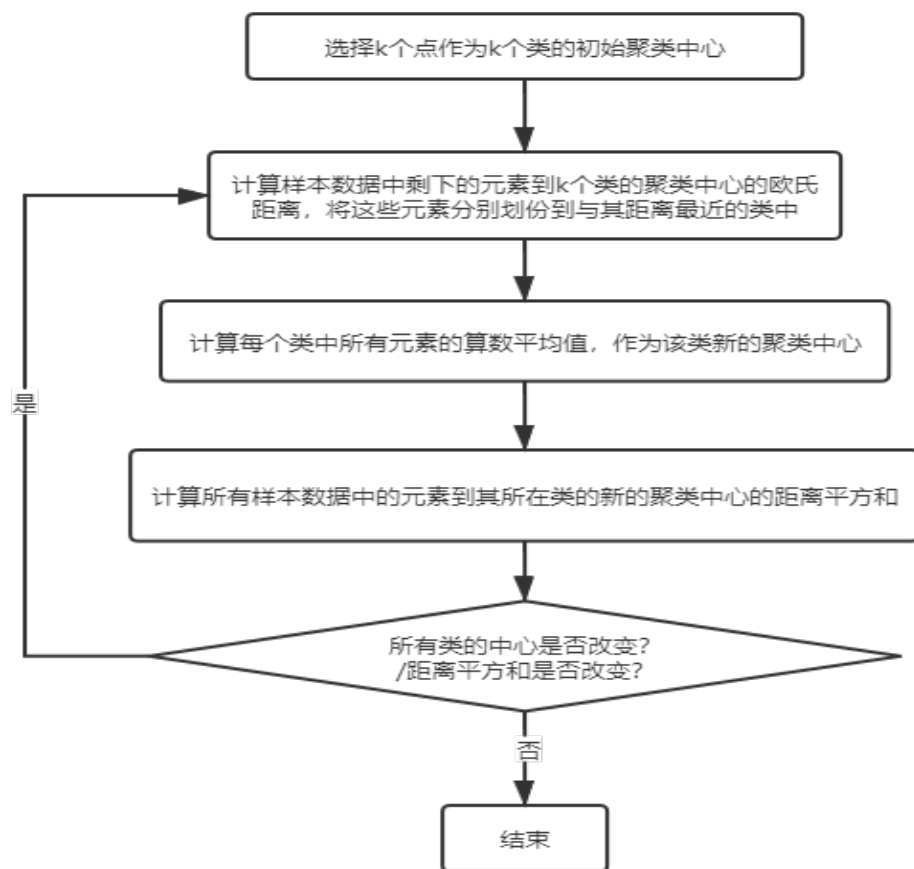 选择k个点作为k个类的初始聚类中心
计算样本数据中剩下的元素到k个类的聚类中心的欧氏
距离，将这些元素分别划份到与其距离最近的类中
计算每个类中所有元素的算数平均值，作为该类新的聚类中心
是
计算所有样本数据中的元素到其所在类的新的聚类中心的距离平方和
所有类的中心是否改变?
/距离平方和是否改变?
否
结束